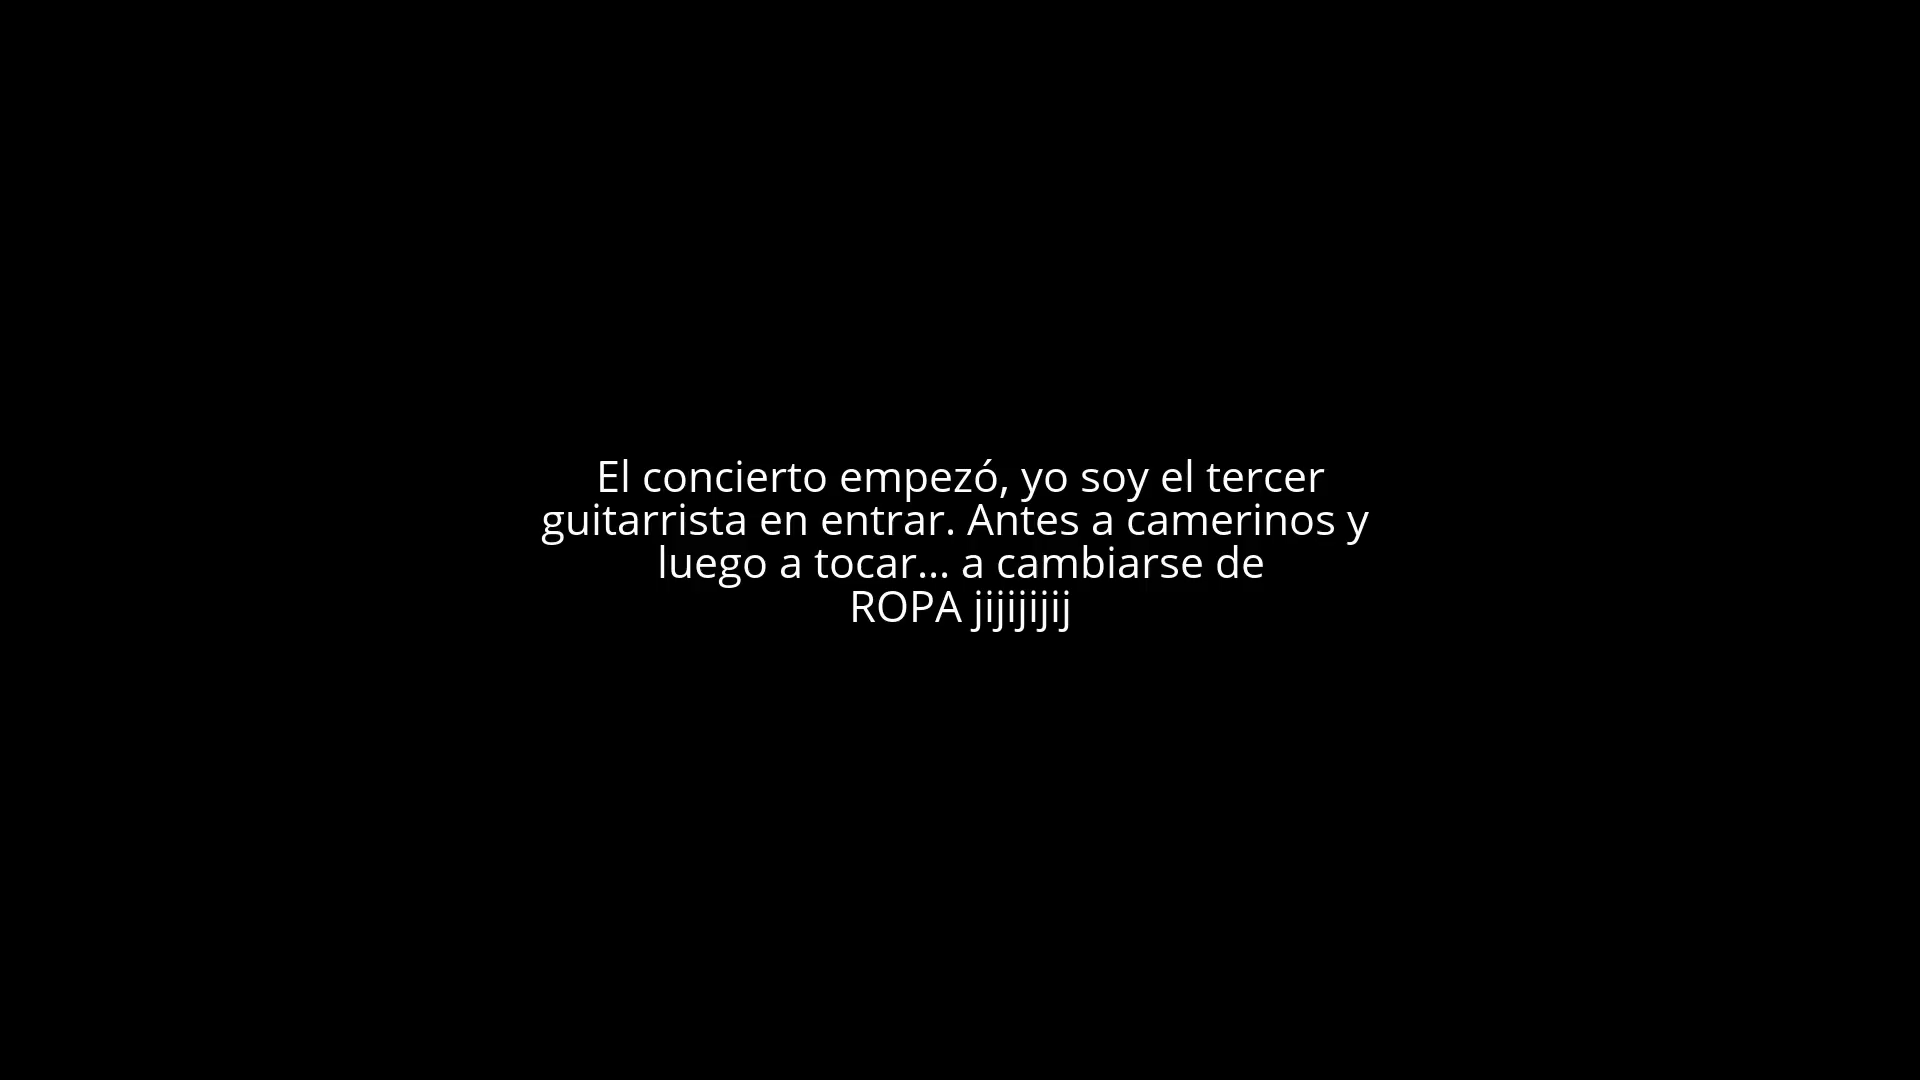 El concierto empezó, yo soy el tercer
guitarrista en entrar. Antes a camerinos y
luego a tocar... a cambiarse de
ROPA jijijijij